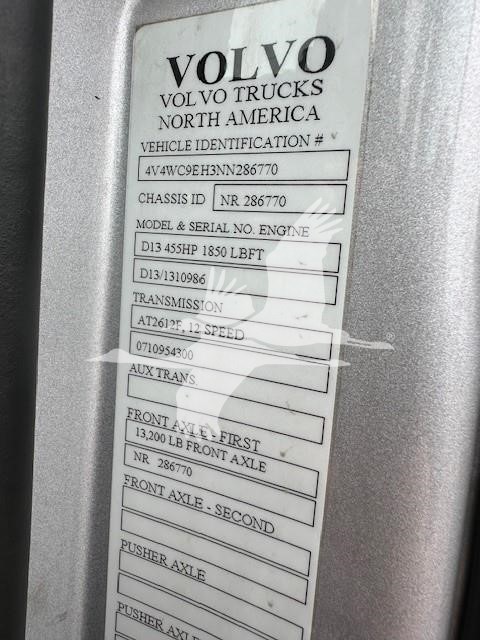 VOLVO
VOLVO TRUCKS
NORTH AMERICA
VEHICLE IDENTIFICATION #
4V4WC9EH3NN286770
CHASSIS ID NR 286770
MODEL & SERIAL NO. ENGINE
D13 455HP 1850 LBFT
D13/1310986
TRANSMISSION
AT2612F, 12 SPEED
0710954300
AUX TRANS.
FRONT AXLE - FIRST
13,200 LB FRONT AXLE
NR 286770
FRONT AXLE - SECOND
PUSHER AXLE
PUSHER AXLE